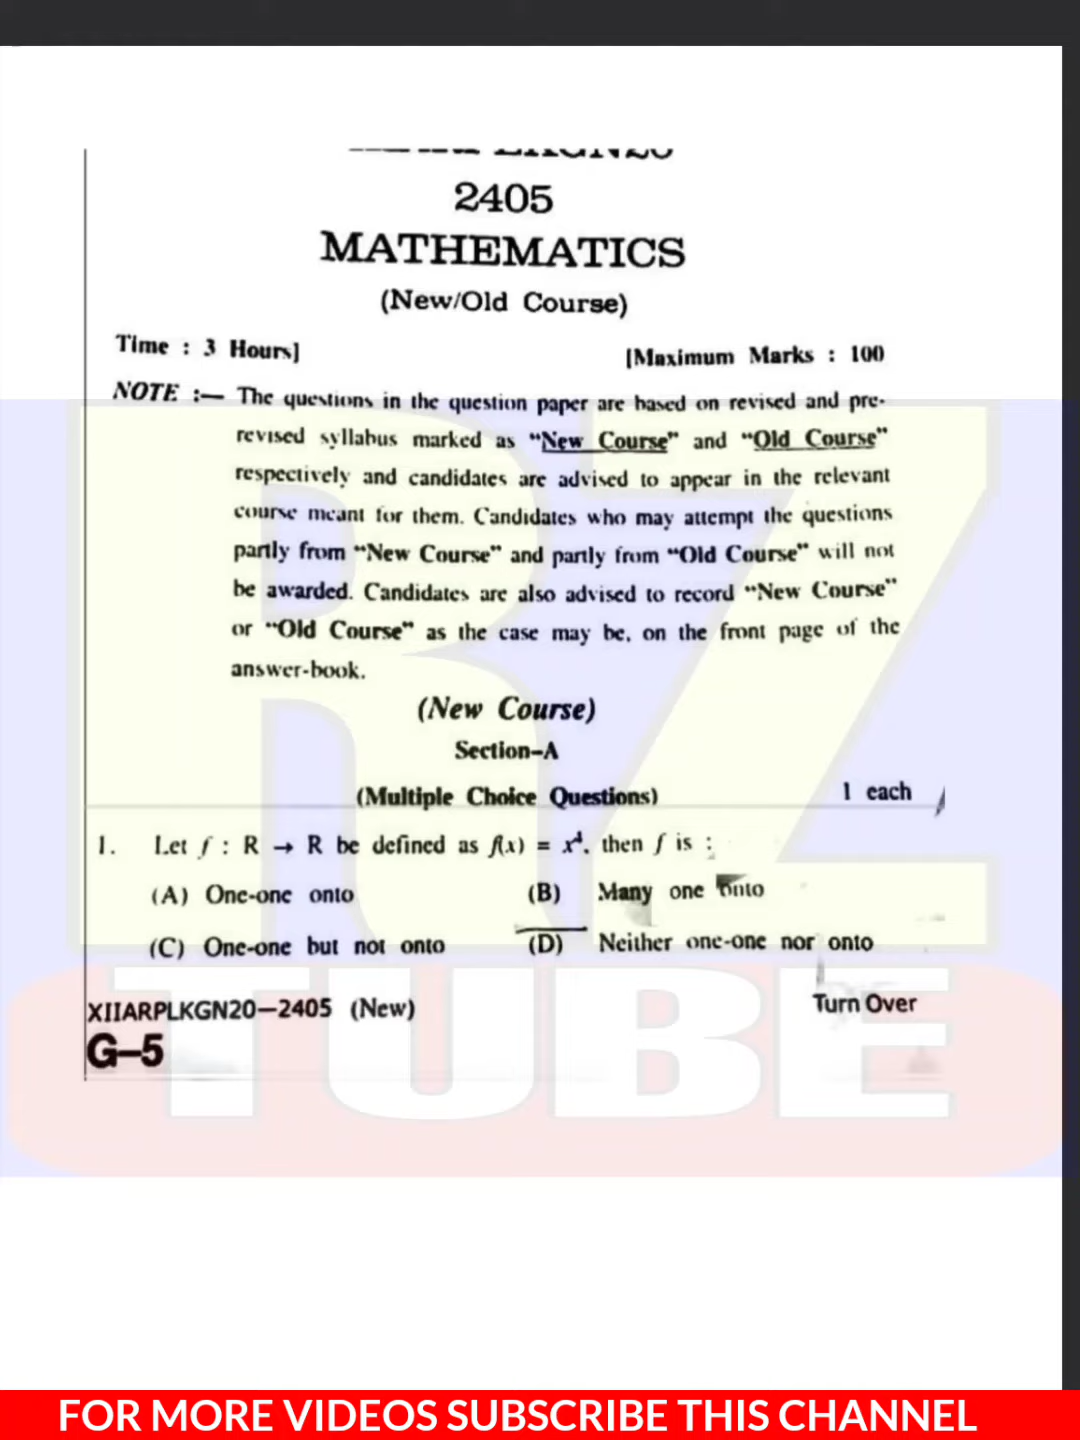 2405
MATHEMATICS
(New/Old Course)
Time : 3 Hours] [Maximum Marks : 100
NOTE :— The questions in the question paper are based on revised and pre-
revised syllabus marked as “New Course” and “Old Course”
respectively and candidates are advised to appear in the relevant
course meant for them. Candidates who may attempt the questions
partly from “New Course” and partly from “Old Course” will not
be awarded. Candidates are also advised to record “New Course”
or “Old Course” as the case may be, on the front page of the
answer-book.
(New Course)
Section–A
(Multiple Choice Questions) 1 each
1. Let f : R → R be defined as f(x) = x⁴, then f is :
(A) One-one onto (B) Many one onto
(C) One-one but not onto (D) Neither one-one nor onto
XIIARPLKGN20—2405 (New) Turn Over
G–5
RZ
TUBE
FOR MORE VIDEOS SUBSCRIBE THIS CHANNEL